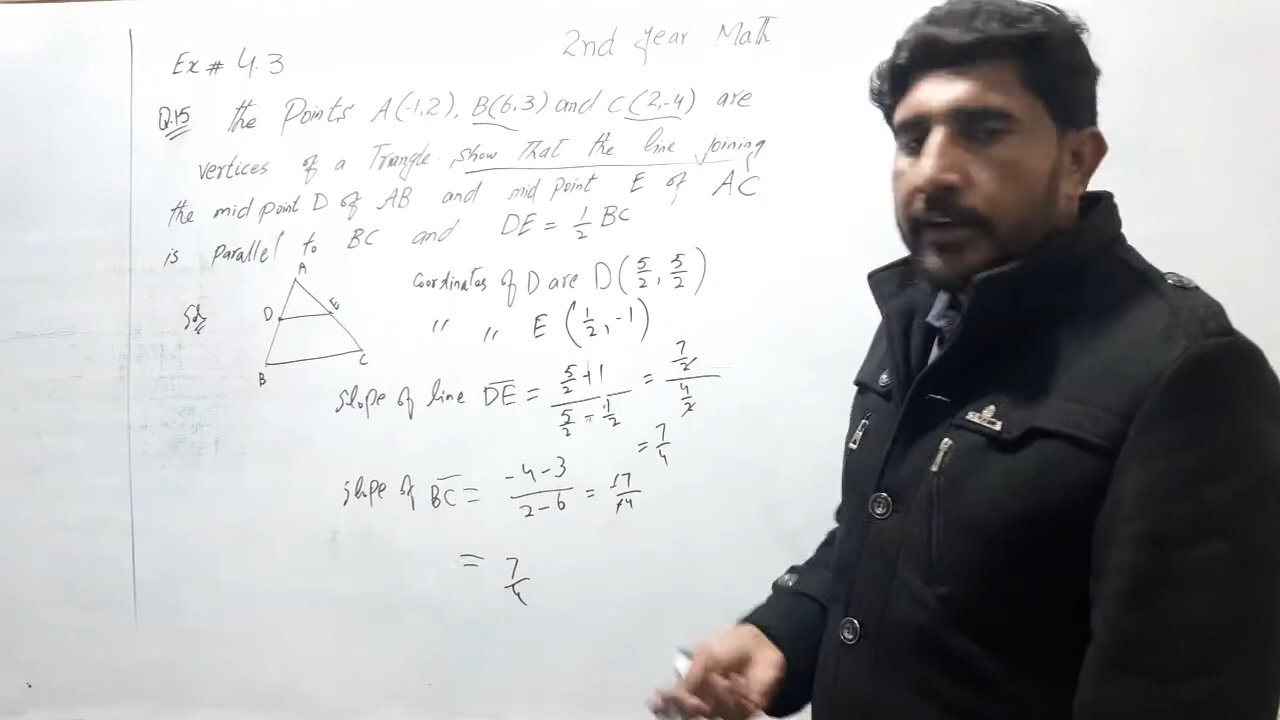 2nd year Math
Ex # 4.3
Q.15 the Points A(-1,2), B(6,3) and C(2,-4) are
vertices of a Triangle. show that the line joining
the mid point D of AB and mid point E of AC
is parallel to BC and DE = 1/2 BC
Sol
A
D E
B C
Coordinates of D are D(5/2, 5/2)
" " E (1/2, -1)
Slope of line DE = (5/2 + 1)/(5/2 - 1/2) = (7/2)/(4/2)
= 7/4
slope of BC = (-4-3)/(2-6) = -7/-4
= 7/4